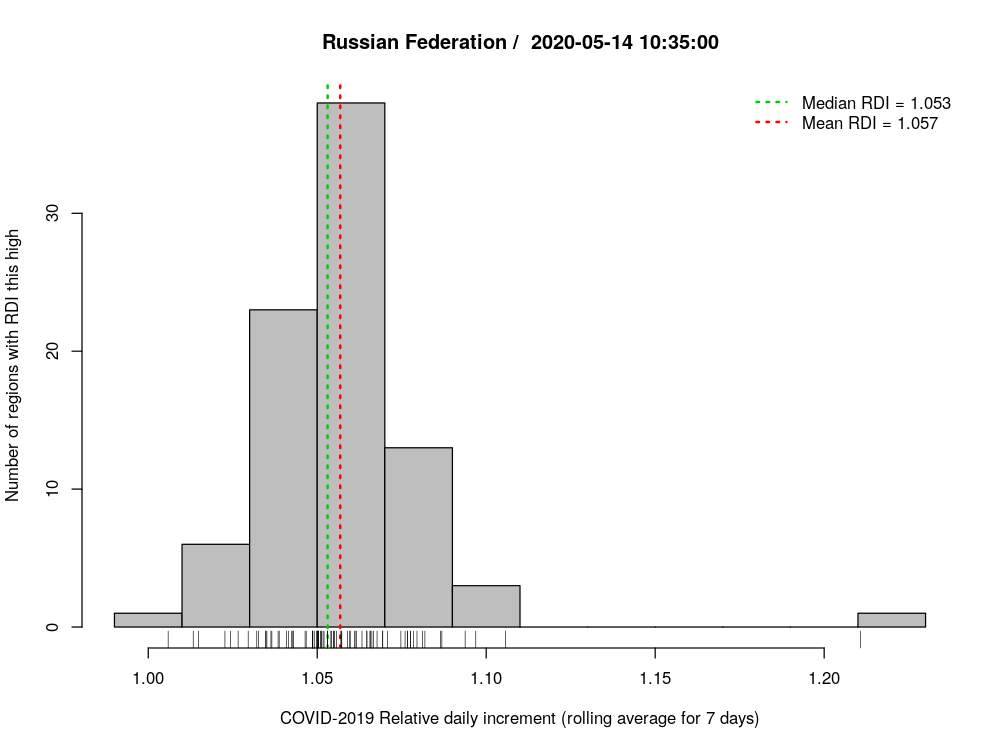 Russian Federation /  2020-05-14 10:35:00
Median RDI = 1.053
Mean RDI = 1.057
Number of regions with RDI this high
30
20
10
0
1.00 1.05 1.10 1.15 1.20
COVID-2019 Relative daily increment (rolling average for 7 days)